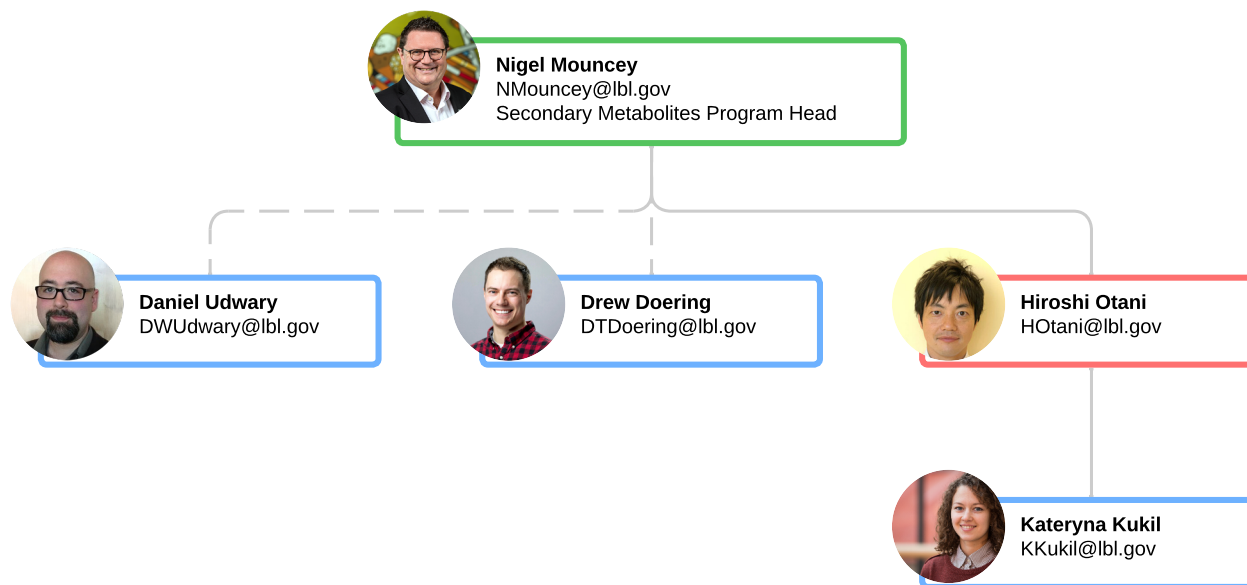 Nigel Mouncey
NMouncey@lbl.gov
Secondary Metabolites Program Head
Daniel Udwary
DWUdwary@lbl.gov
Drew Doering
DTDoering@lbl.gov
Hiroshi Otani
HOtani@lbl.gov
Kateryna Kukil
KKukil@lbl.gov